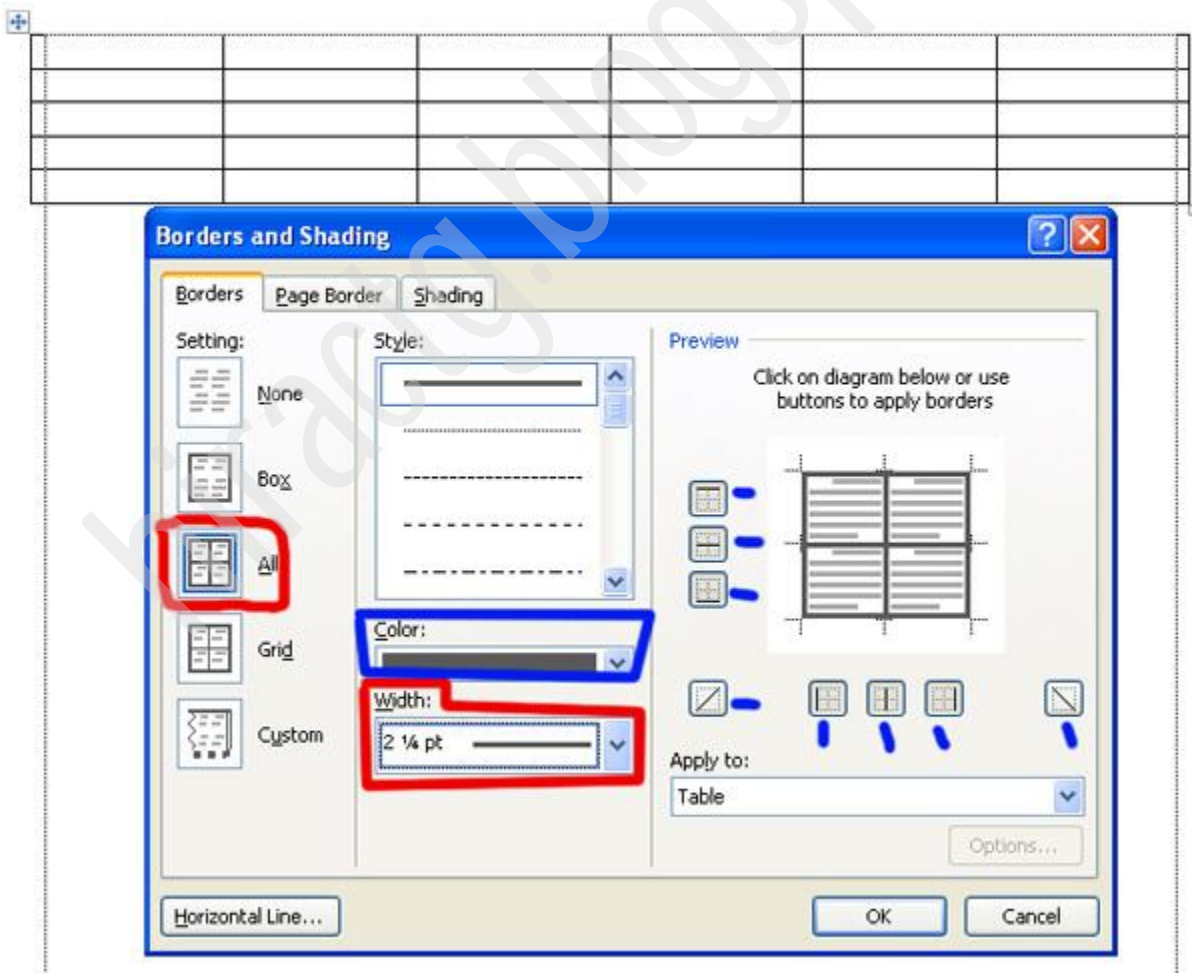 Borders and Shading
Borders Page Border Shading
Setting:
None
Box
All
Grid
Custom
Style:
Color:
Width:
2 ¼ pt
Preview
Click on diagram below or use
buttons to apply borders
Apply to:
Table
Options...
Horizontal Line...
OK Cancel